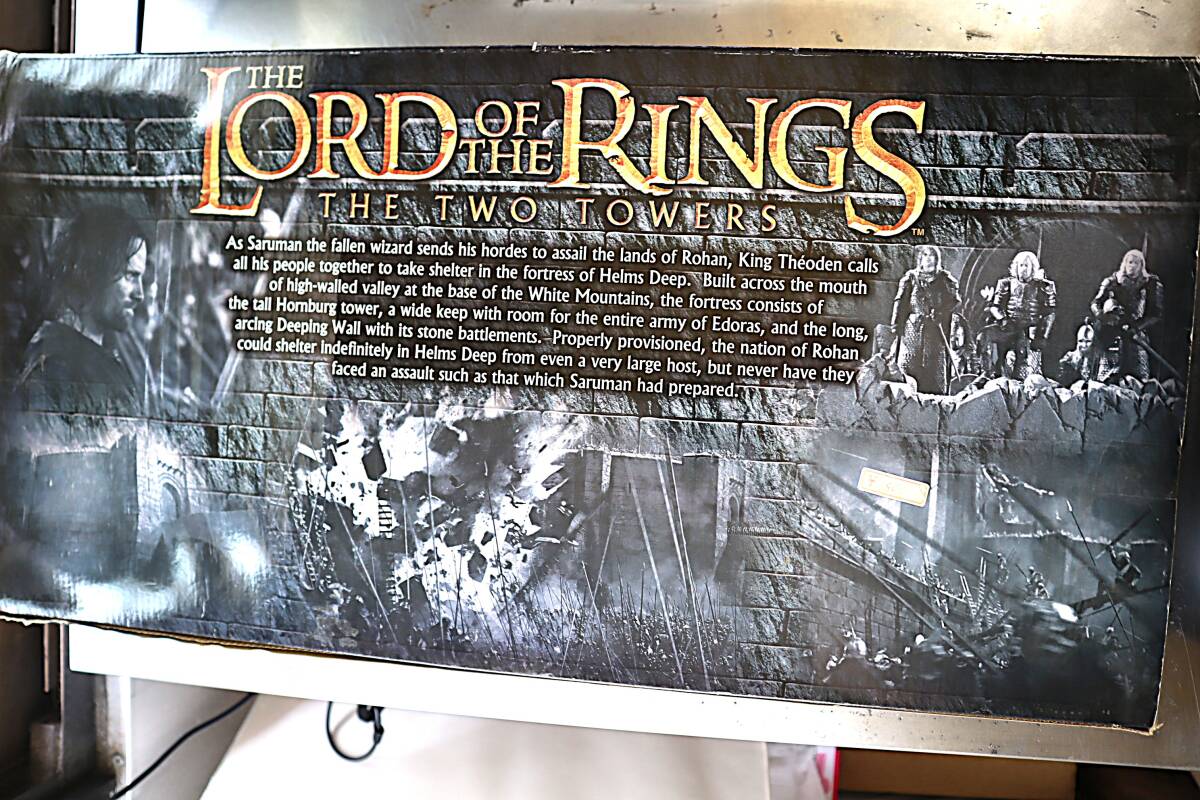 THE
LORD OF THE RINGS
THE TWO TOWERS
TM
As Saruman the fallen wizard sends his hordes to assail the lands of Rohan, King Théoden calls
all his people together to take shelter in the fortress of Helms Deep. Built across the mouth
of high-walled valley at the base of the White Mountains, the fortress consists of
the tall Hornburg tower, a wide keep with room for the entire army of Edoras, and the long,
arcing Deeping Wall with its stone battlements. Properly provisioned, the nation of Rohan
could shelter indefinitely in Helms Deep from even a very large host, but never have they
faced an assault such as that which Saruman had prepared.